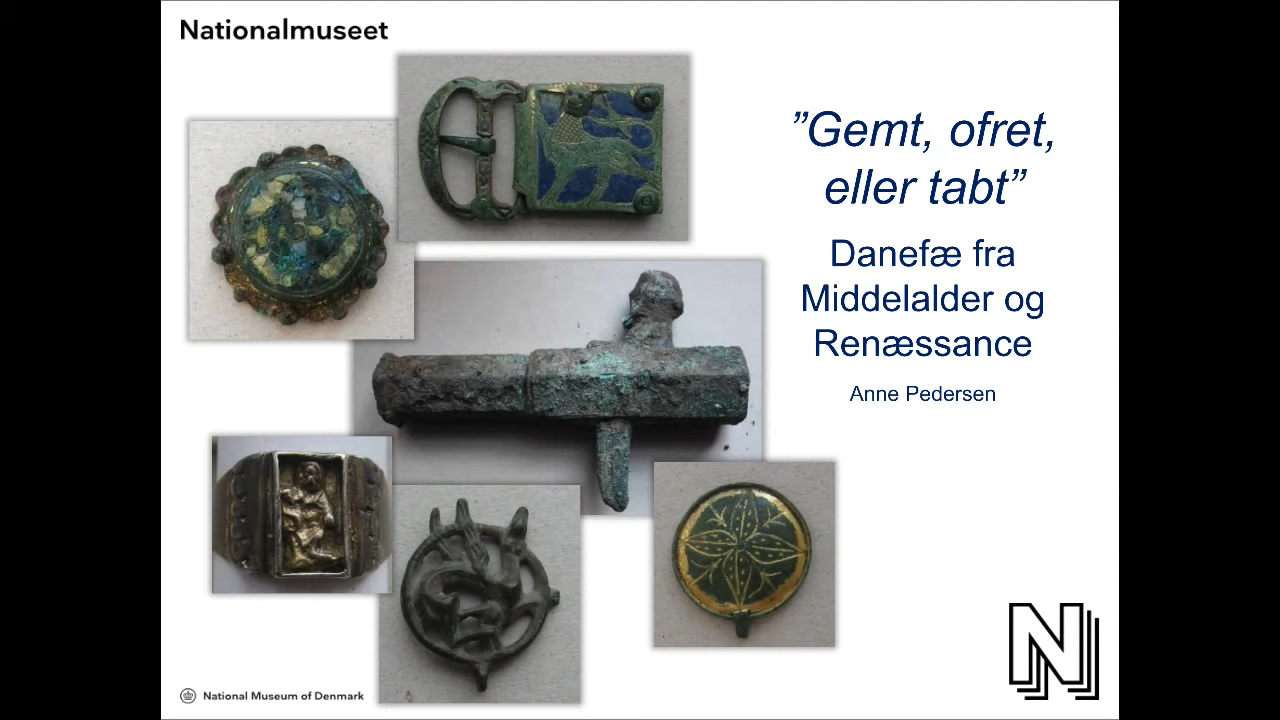 Nationalmuseet
”Gemt, ofret,
eller tabt”
Danefæ fra
Middelalder og
Renæssance
Anne Pedersen
N
National Museum of Denmark